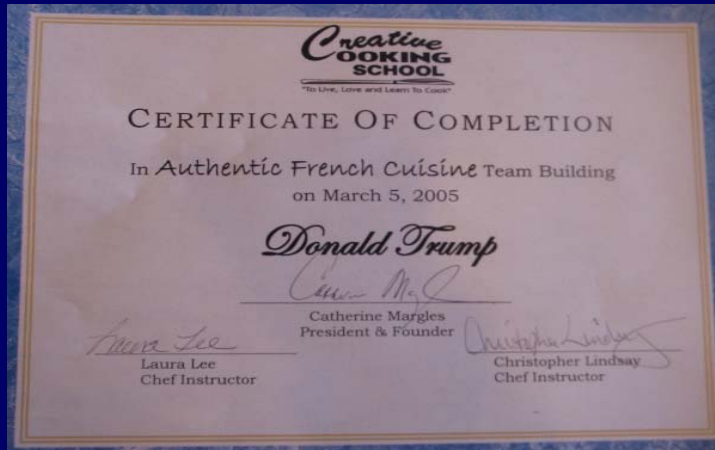 Creative
COOKING
SCHOOL
"To Live, Love and Learn To Cook"
CERTIFICATE OF COMPLETION
In Authentic French Cuisine Team Building
on March 5, 2005
Donald Trump
Catherine Margles
President & Founder
Laura Lee
Christopher Lindsay
Laura Lee
Chef Instructor
Christopher Lindsay
Chef Instructor